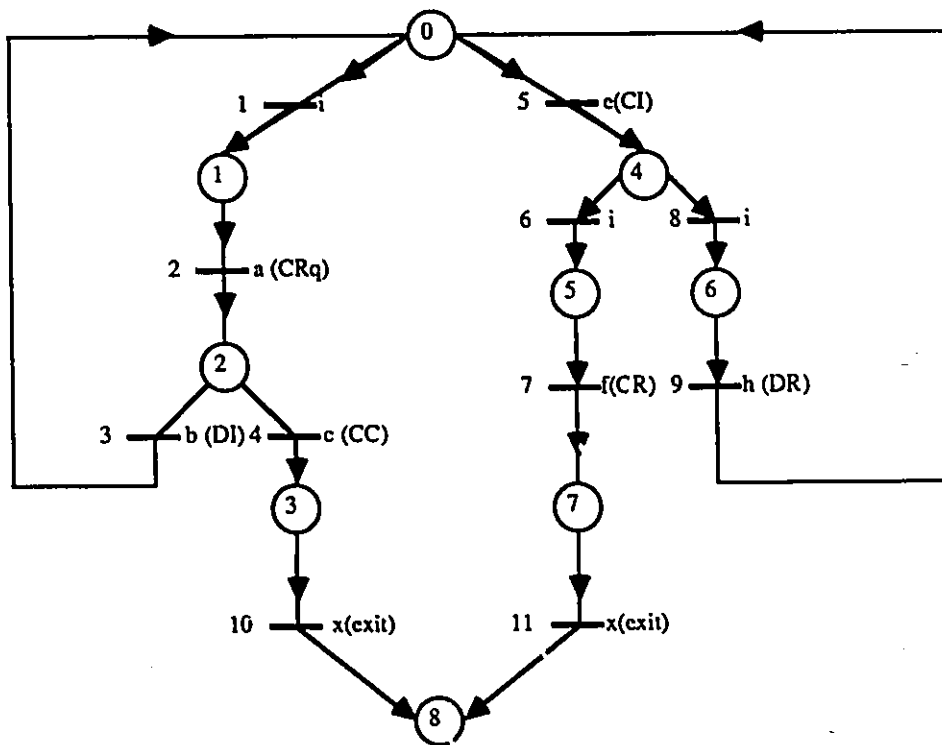 0
1 i
5 e(CI)
1
4
6 i
8 i
2 a (CRq)
5
6
2
7 f(CR)
9 h (DR)
3 b (DI)
4 c (CC)
3
7
10 x(exit)
11 x(exit)
8